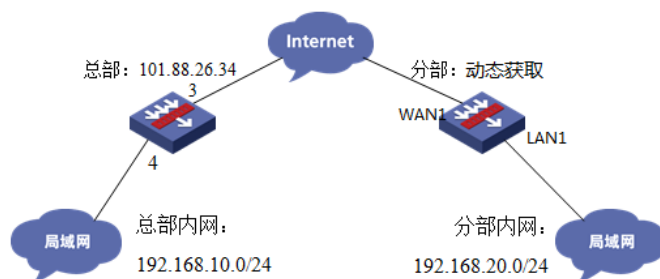 Internet
总部：101.88.26.34
分部：动态获取
3
WAN1
LAN1
4
总部内网：
分部内网：
局域网
局域网
192.168.10.0/24
192.168.20.0/24